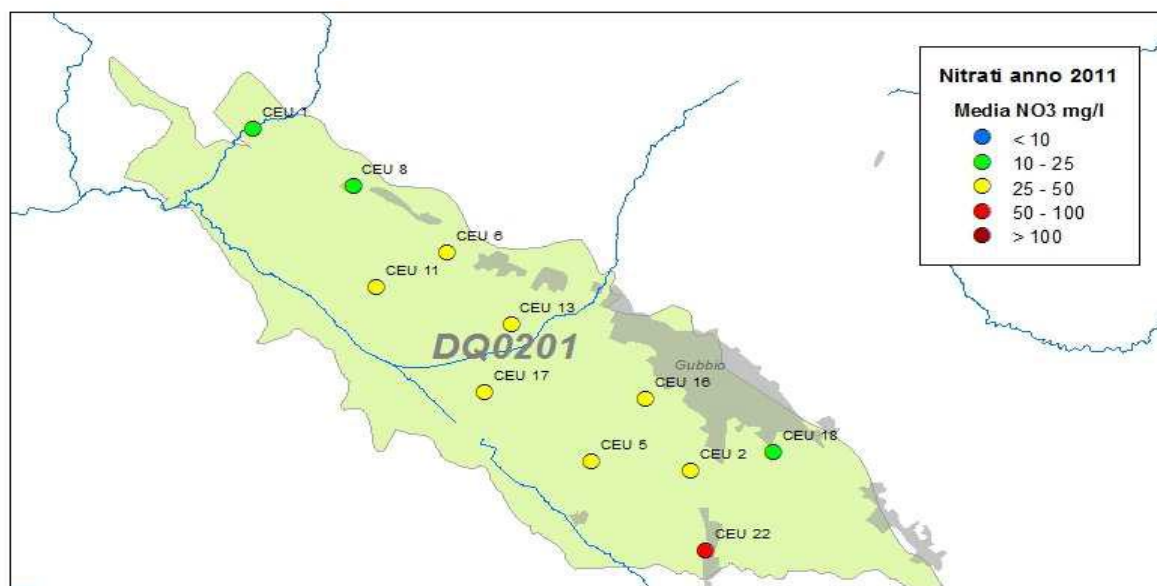 Nitrati anno 2011
Media NO3 mg/l
< 10
10 - 25
25 - 50
50 - 100
> 100
CEU 1
CEU 8
CEU 6
CEU 11
CEU 13
DQ0201
Gubbio
CEU 17
CEU 16
CEU 18
CEU 5
CEU 2
CEU 22